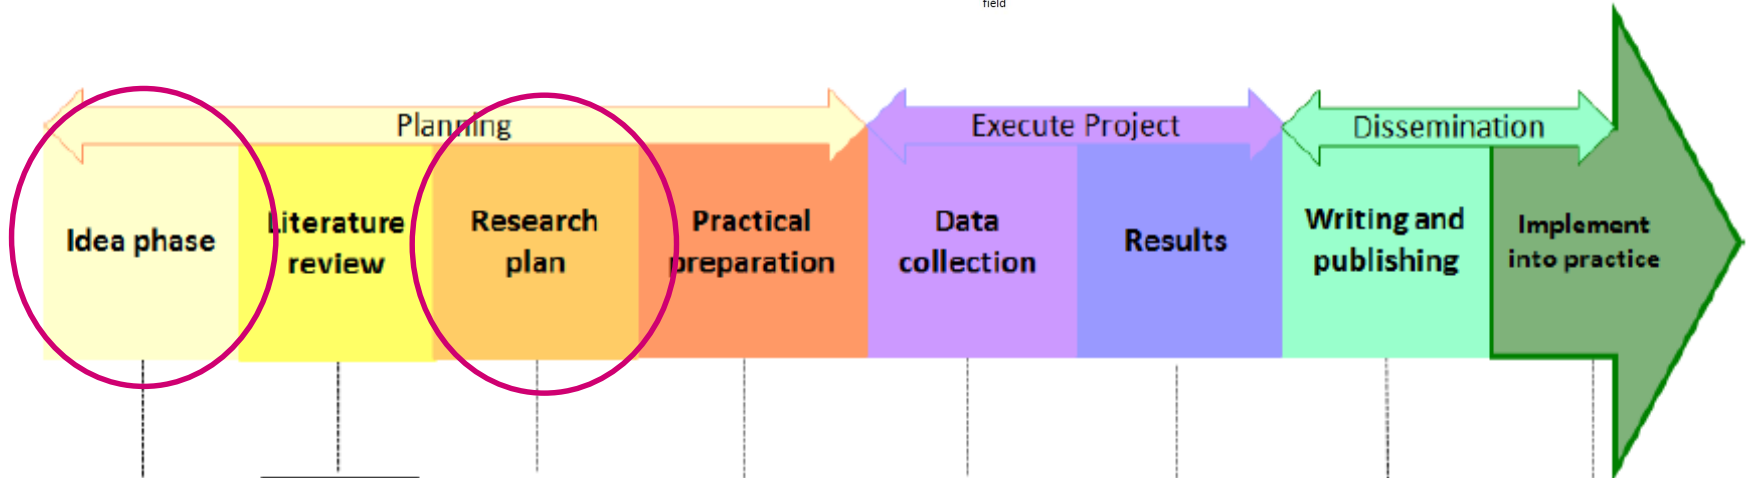 field
Planning
Execute Project
Dissemination
Idea phase
Literature
review
Research
plan
Practical
preparation
Data
collection
Results
Writing and
publishing
Implement
into practice